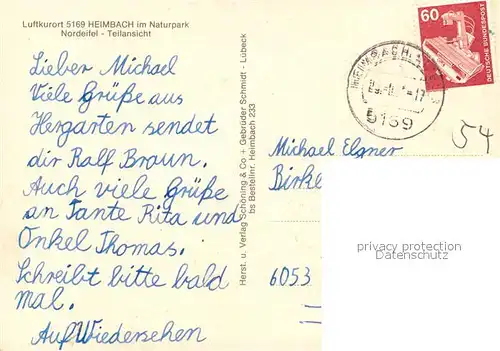 Luftkurort 5169 HEIMBACH im Naturpark
Nordeifel - Teilansicht
Lieber Michael
Viele Grüße aus
Hergarten sendet
dir Ralf Braun.
Auch viele Grüße
an Tante Rita und
Onkel Thomas.
Schreibt bitte bald
mal.
Auf Wiedersehen
Herst. u. Verlag Schöning & Co + Gebrüder Schmidt - Lübeck
bs Bestellnr. Heimbach 233
60
DEUTSCHE BUNDESPOST
HEIMBACH
5169
54
Michael Elsner
Birke
privacy protection
Datenschutz
6053